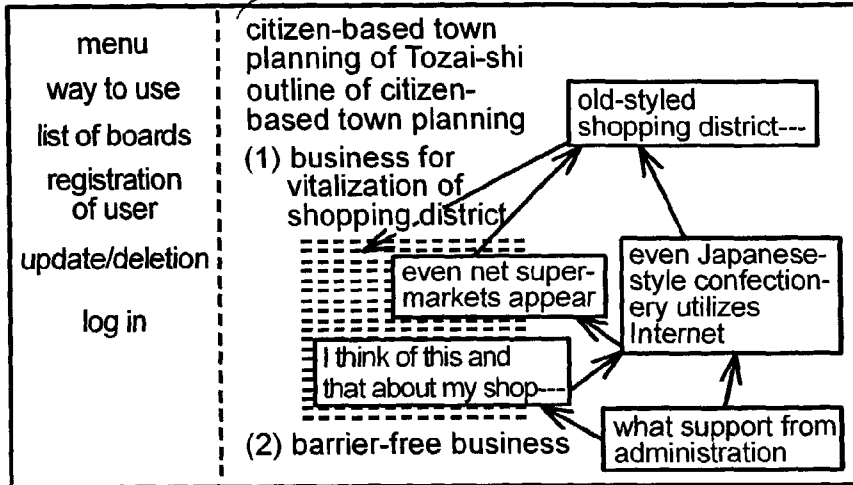 menu
way to use
list of boards
registration
of user
update/deletion
log in
citizen-based town
planning of Tozai-shi
outline of citizen-
based town planning
(1) business for
vitalization of
shopping district
old-styled
shopping district---
even net super-
markets appear
even Japanese-
style confection-
ery utilizes
Internet
I think of this and
that about my shop---
(2) barrier-free business
what support from
administration